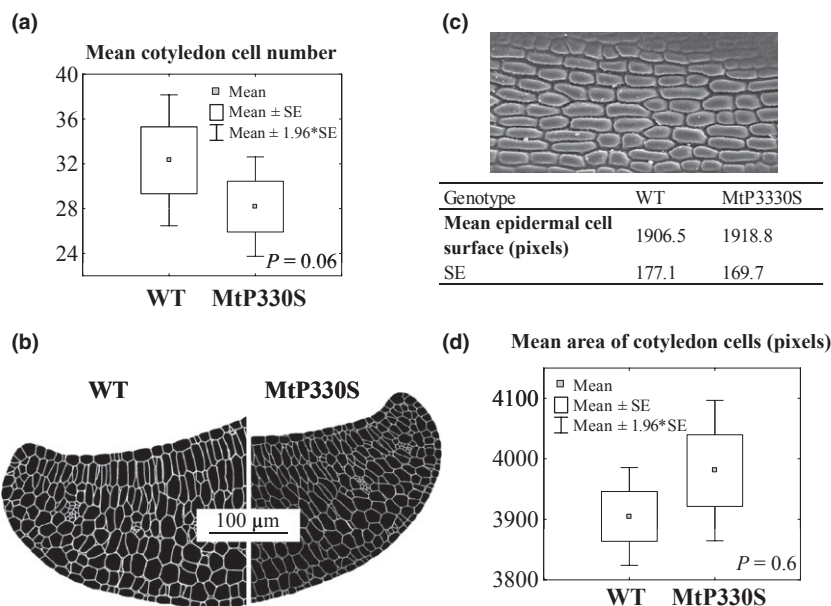 (a)
Mean cotyledon cell number
40
36
32
28
24
Mean
Mean ± SE
Mean ± 1.96*SE
P = 0.06
WT MtP330S
(b)
WT MtP330S
100 µm
(c)
Genotype WT MtP3330S
Mean epidermal cell
surface (pixels) 1906.5 1918.8
SE 177.1 169.7
(d) Mean area of cotyledon cells (pixels)
4100
4000
3900
3800
Mean
Mean ± SE
Mean ± 1.96*SE
P = 0.6
WT MtP330S